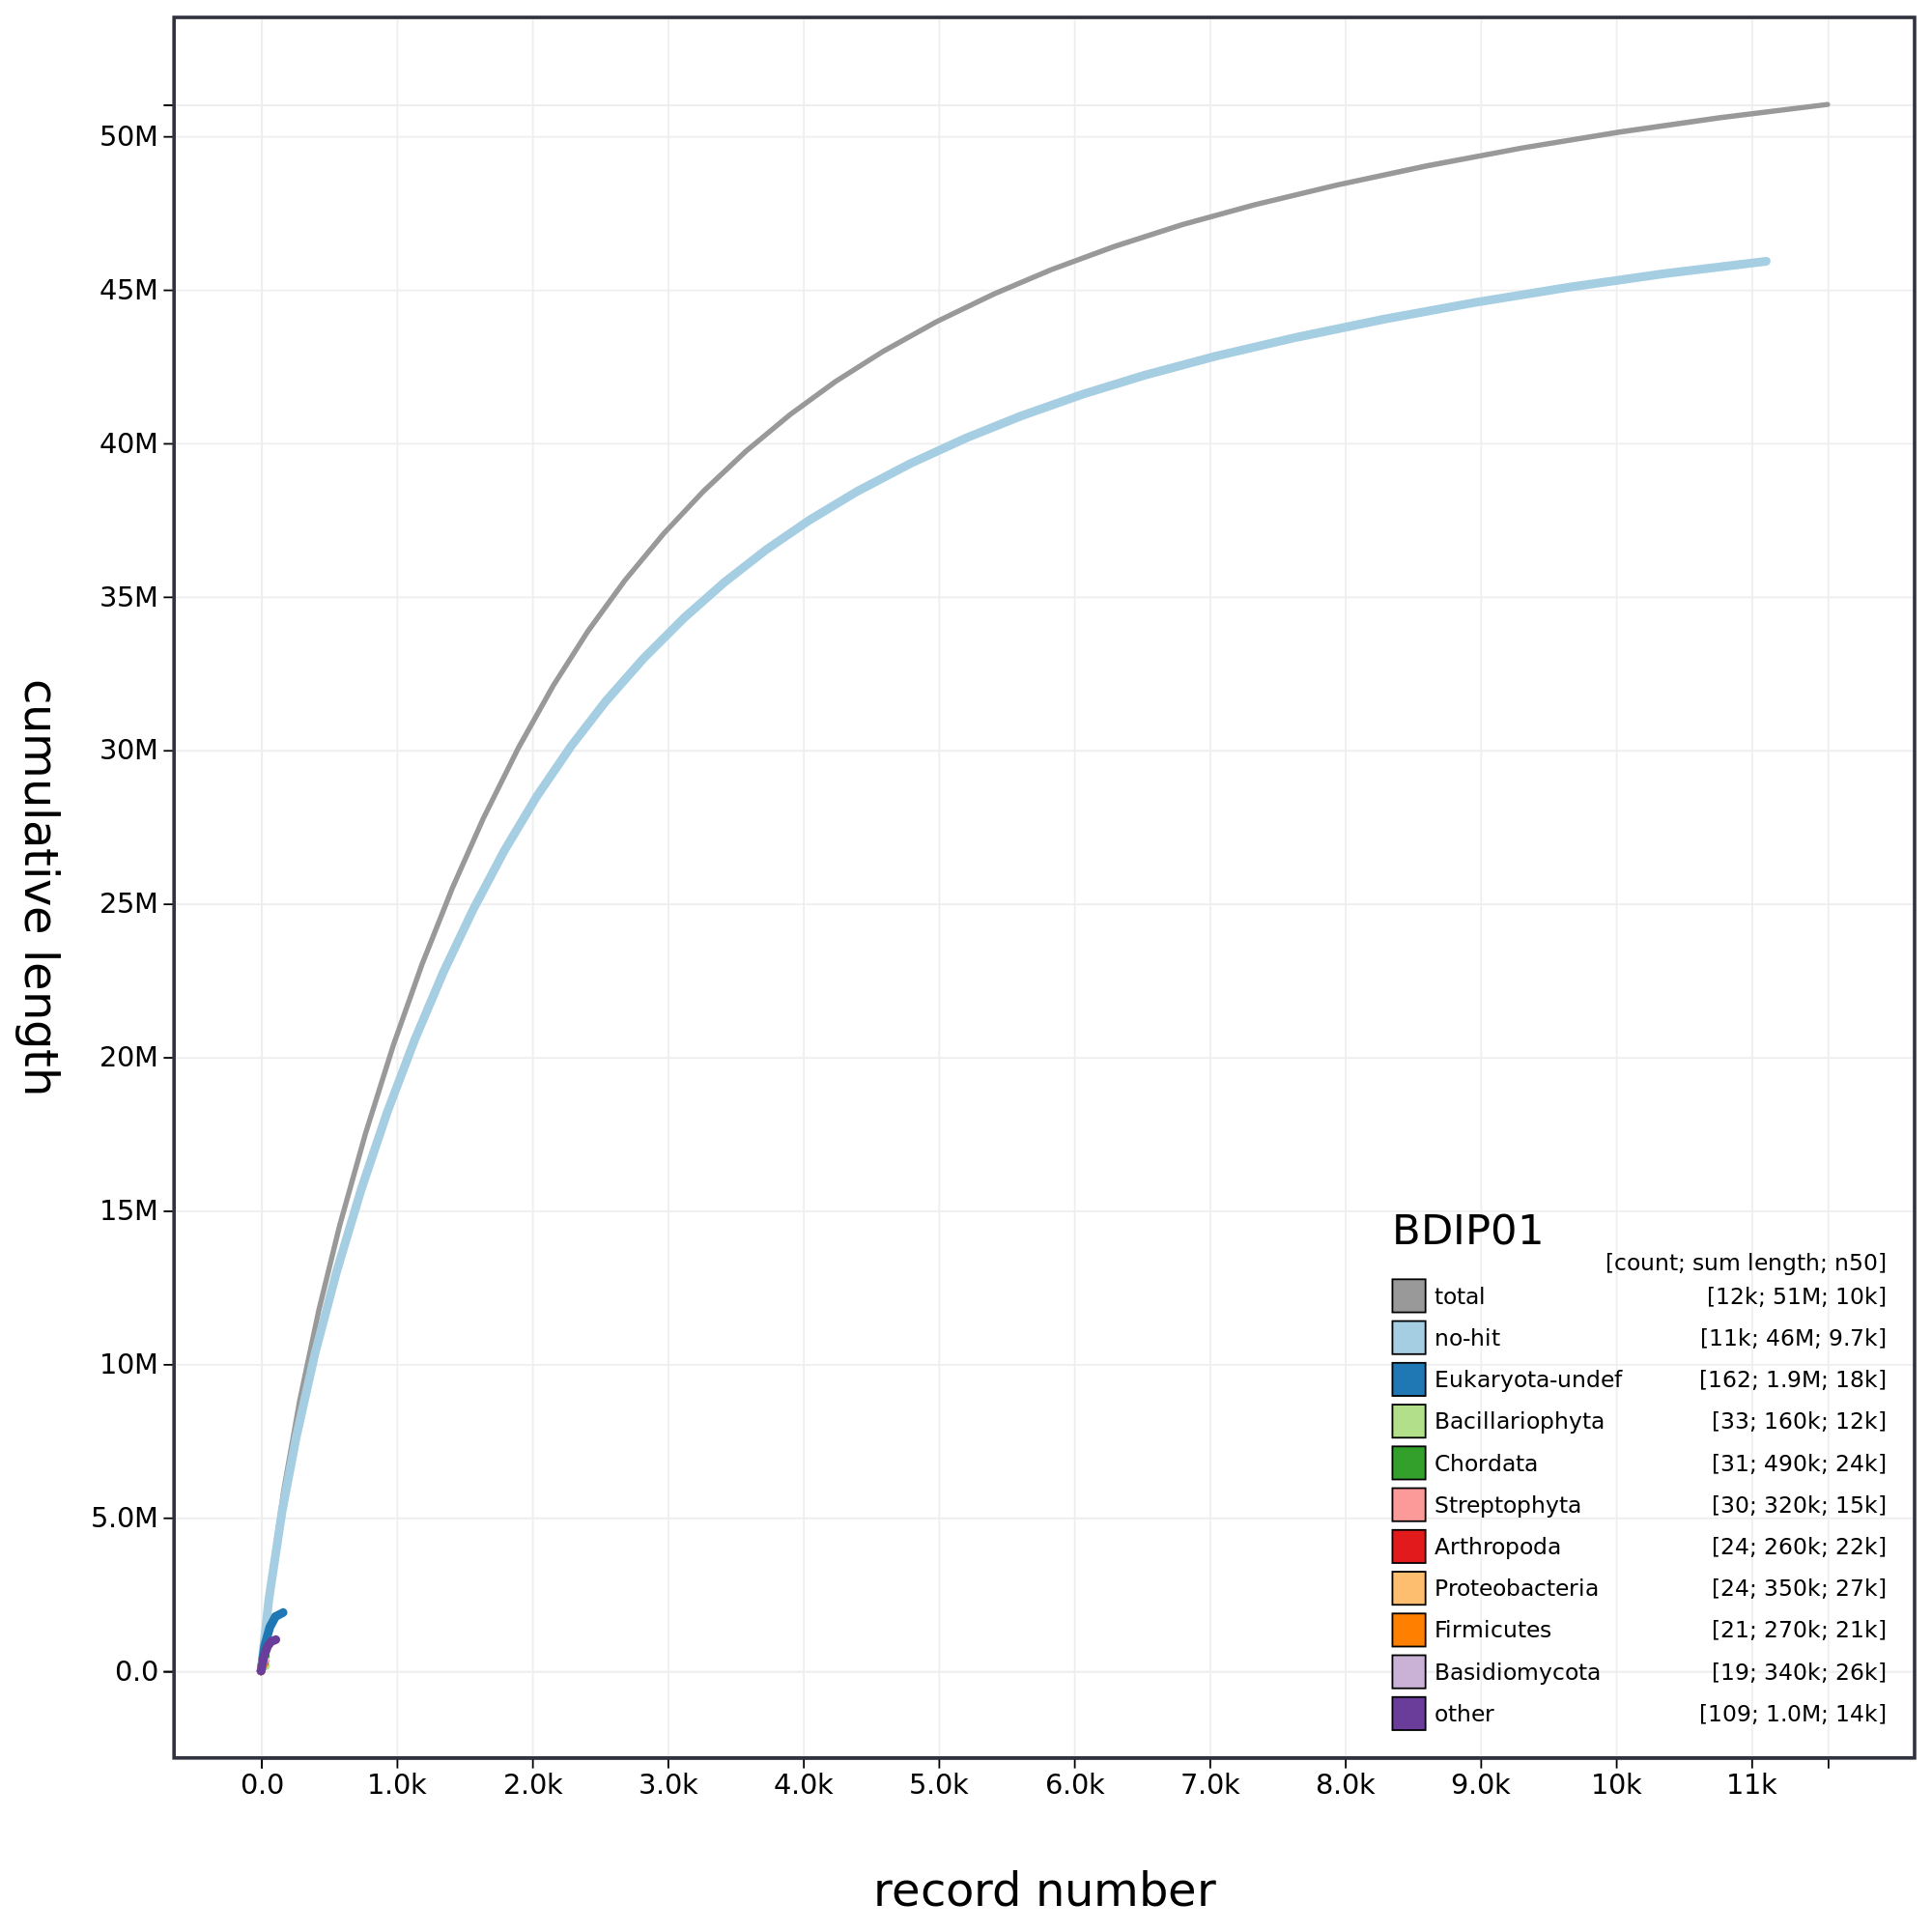 50M
45M
40M
35M
30M
25M
20M
15M
10M
5.0M
0.0
cumulative length
BDIP01
[count; sum length; n50]
total [12k; 51M; 10k]
no-hit [11k; 46M; 9.7k]
Eukaryota-undef [162; 1.9M; 18k]
Bacillariophyta [33; 160k; 12k]
Chordata [31; 490k; 24k]
Streptophyta [30; 320k; 15k]
Arthropoda [24; 260k; 22k]
Proteobacteria [24; 350k; 27k]
Firmicutes [21; 270k; 21k]
Basidiomycota [19; 340k; 26k]
other [109; 1.0M; 14k]
0.0 1.0k 2.0k 3.0k 4.0k 5.0k 6.0k 7.0k 8.0k 9.0k 10k 11k
record number